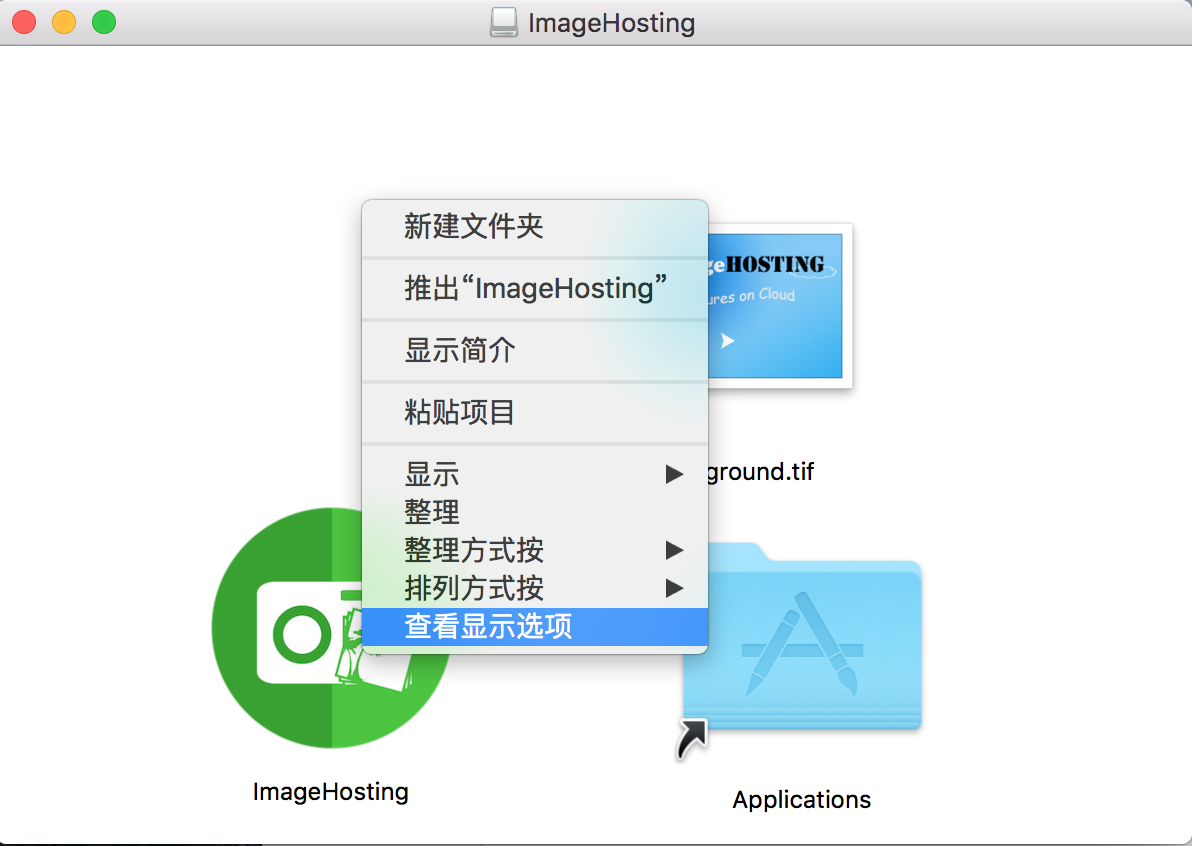 ImageHosting
新建文件夹
推出“ImageHosting”
显示简介
粘贴项目
显示
整理
整理方式按
排列方式按
查看显示选项
geHOSTING
ures on Cloud
ground.tif
ImageHosting
Applications